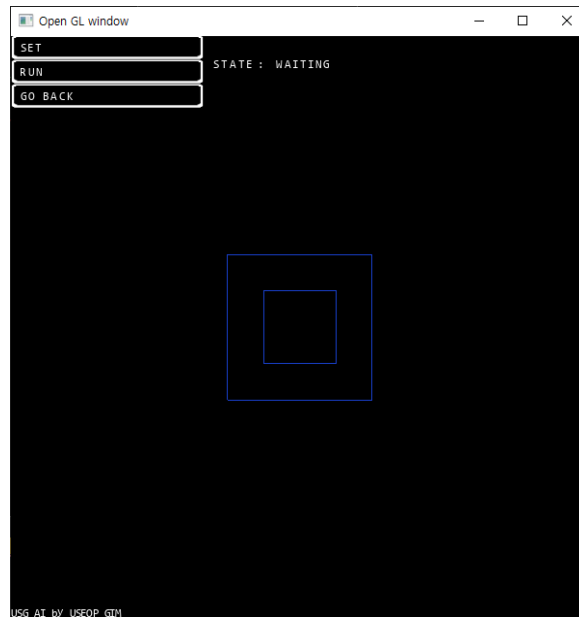 Open GL window
SET
RUN
STATE : WAITING
GO BACK
USG AI by USEOP GIM